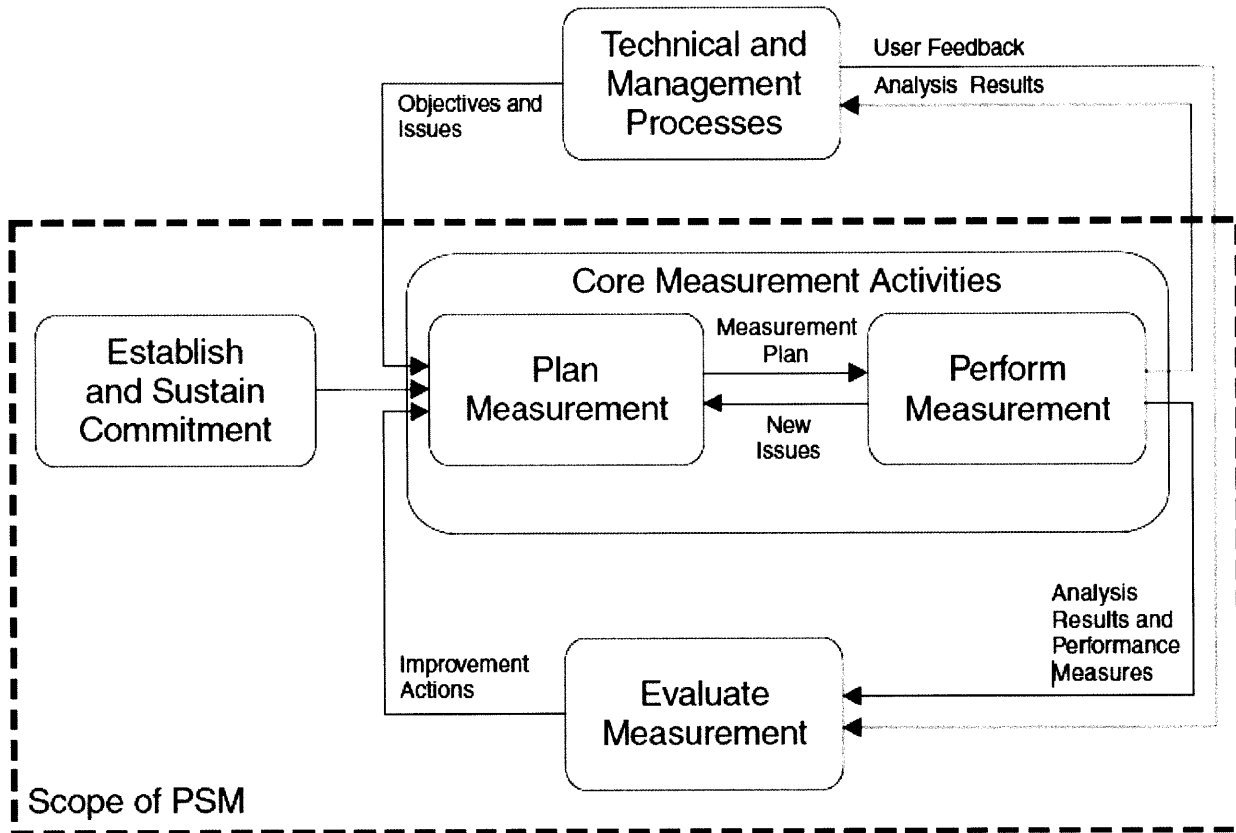 Technical and
Management
Processes
User Feedback
Analysis Results
Objectives and
Issues
Core Measurement Activities
Establish
and Sustain
Commitment
Plan
Measurement
Measurement
Plan
New
Issues
Perform
Measurement
Analysis
Results and
Performance
Measures
Improvement
Actions
Evaluate
Measurement
Scope of PSM